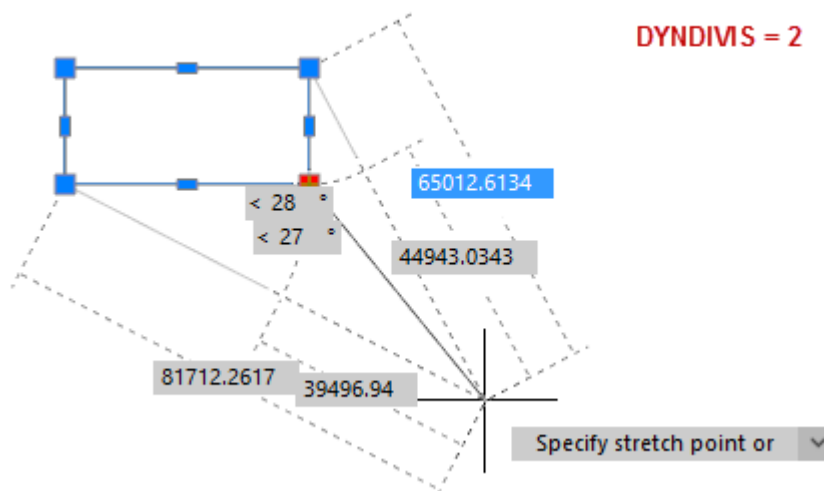 DYNDIVIS = 2
65012.6134
< 28 °
< 27 °
44943.0343
81712.2617
39496.94
Specify stretch point or